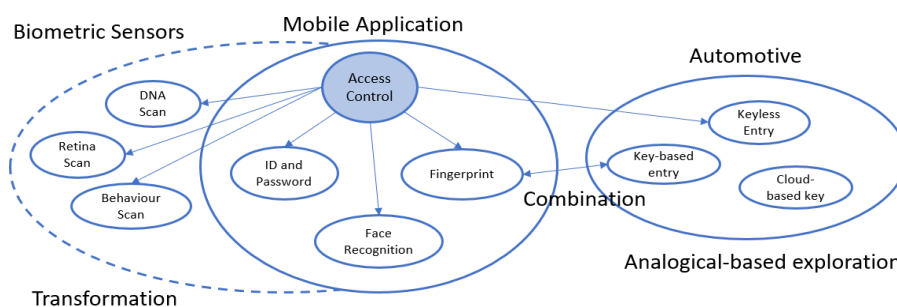 Mobile Application
Biometric Sensors
Automotive
Access
Control
DNA
Scan
Keyless
Entry
Retina
Scan
ID and
Password
Fingerprint
Key-based
entry
Cloud-
based key
Behaviour
Scan
Combination
Face
Recognition
Analogical-based exploration
Transformation